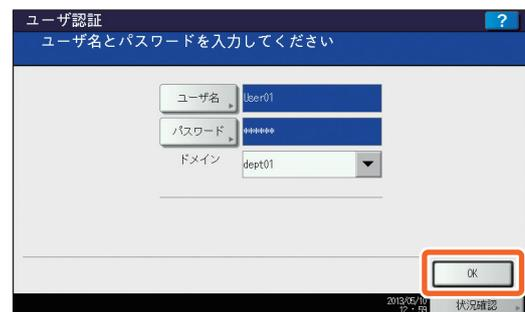 ユーザ認証
?
ユーザ名とパスワードを入力してください
ユーザ名 User01
パスワード ******
ドメイン dept01
OK
2013/05/10
12:59
状況確認